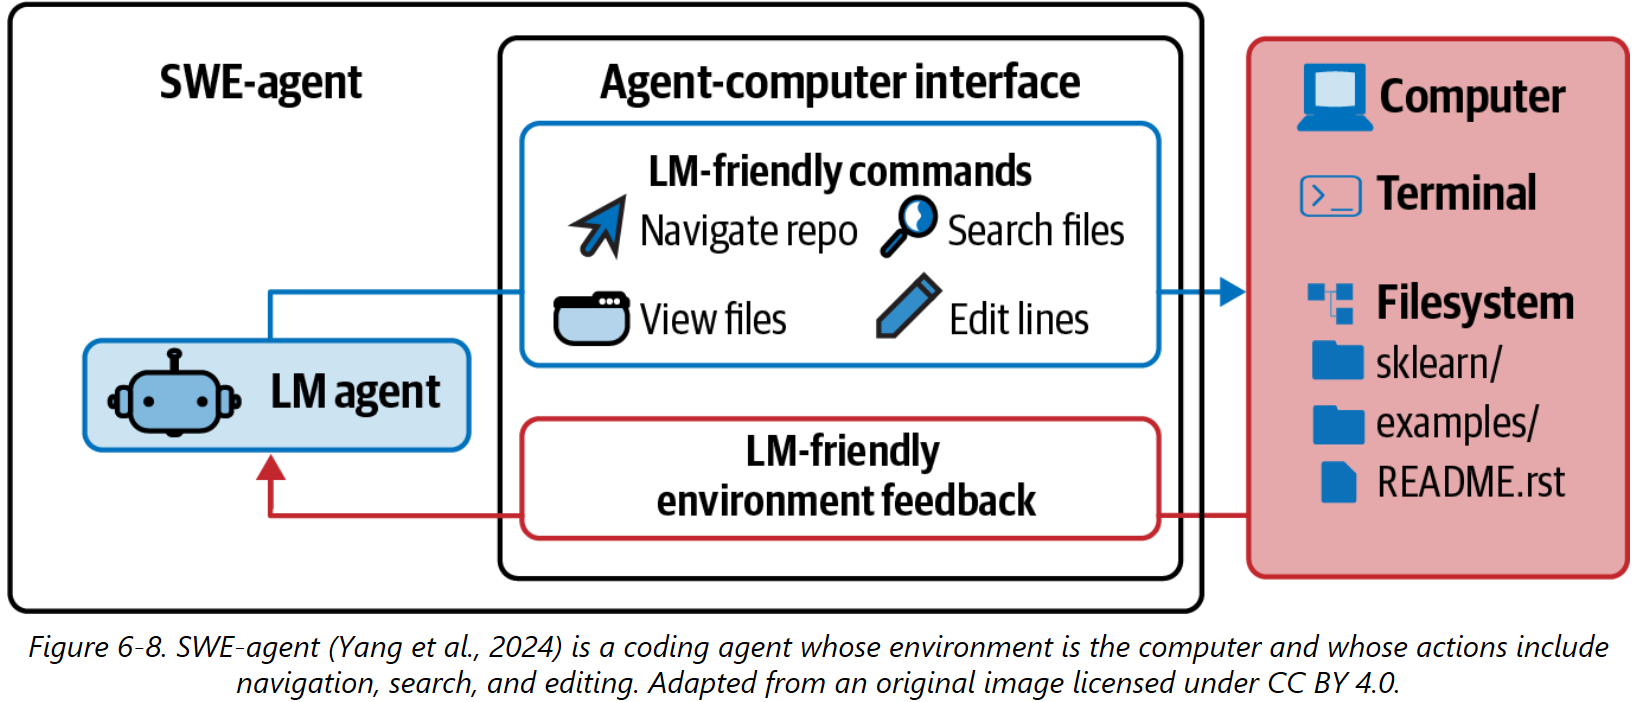 SWE-agent
Agent-computer interface
LM-friendly commands
Navigate repo
Search files
View files
Edit lines
LM agent
LM-friendly
environment feedback
Computer
Terminal
Filesystem
sklearn/
examples/
README.rst
Figure 6-8. SWE-agent (Yang et al., 2024) is a coding agent whose environment is the computer and whose actions include
navigation, search, and editing. Adapted from an original image licensed under CC BY 4.0.